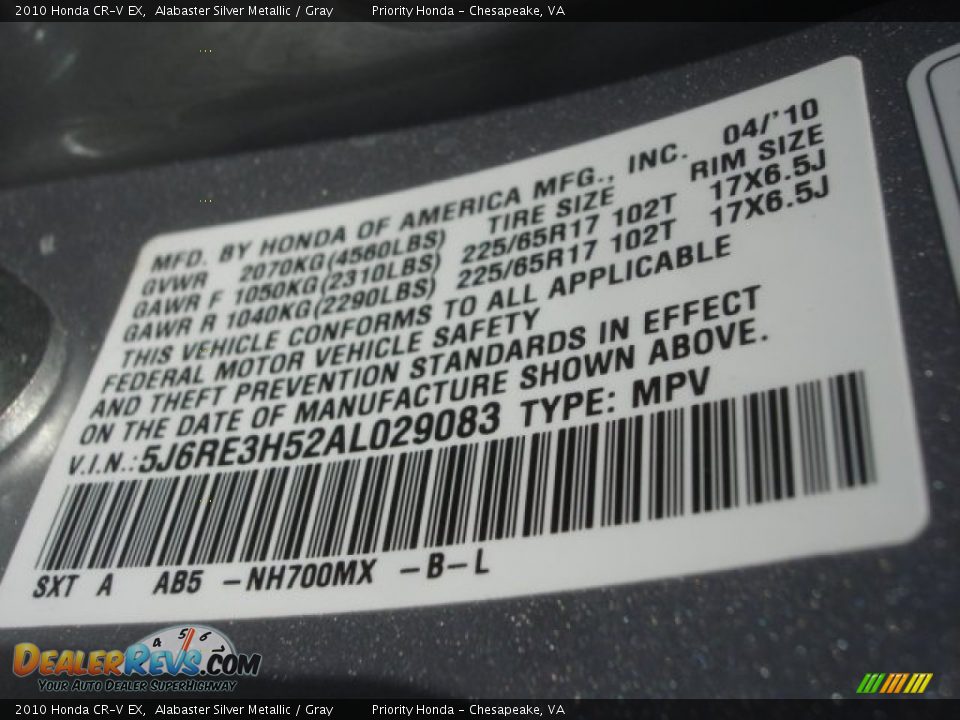 2010 Honda CR-V EX,  Alabaster Silver Metallic / Gray          Priority Honda - Chesapeake, VA
MFD. BY HONDA OF AMERICA MFG., INC.  04/'10
GVWR  2070KG(4560LBS)  TIRE SIZE  RIM SIZE
GAWR F 1050KG(2310LBS)  225/65R17 102T  17X6.5J
GAWR R 1040KG(2290LBS)  225/65R17 102T  17X6.5J
THIS VEHICLE CONFORMS TO ALL APPLICABLE
FEDERAL MOTOR VEHICLE SAFETY
AND THEFT PREVENTION STANDARDS IN EFFECT
ON THE DATE OF MANUFACTURE SHOWN ABOVE.
V.I.N.:5J6RE3H52AL029083  TYPE: MPV
SXT  A  AB5  -NH700MX  -B-L
4 5 6
DEALERREVS.COM
YOUR AUTO DEALER SUPERHIGHWAY
2010 Honda CR-V EX,  Alabaster Silver Metallic / Gray          Priority Honda - Chesapeake, VA